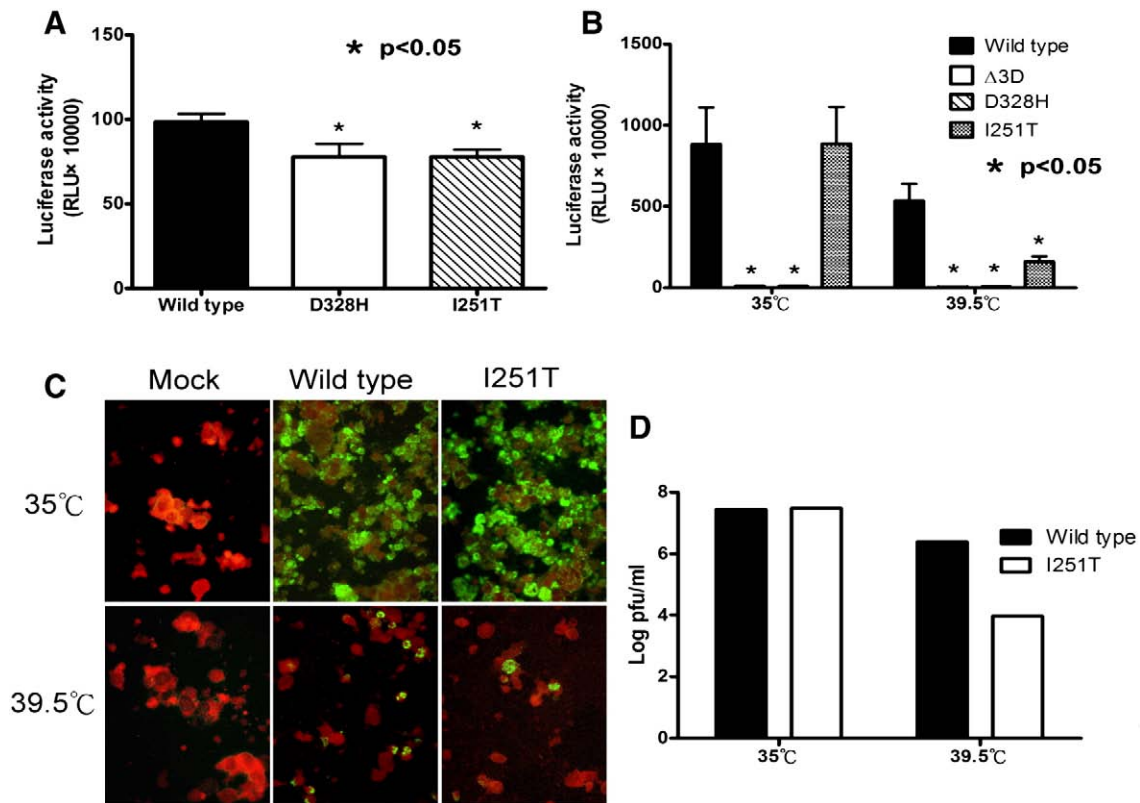 A
* p<0.05
Luciferase activity
(RLU× 10000)
150
100
50
0
*
*
Wild type
D328H
I251T
B
Luciferase activity
(RLU × 10000)
1500
1000
500
0
Wild type
Δ3D
D328H
I251T
* p<0.05
* *
* * *
35℃
39.5℃
C
Mock
Wild type
I251T
35℃
39.5℃
D
Log pfu/ml
8
6
4
2
0
Wild type
I251T
35℃
39.5℃